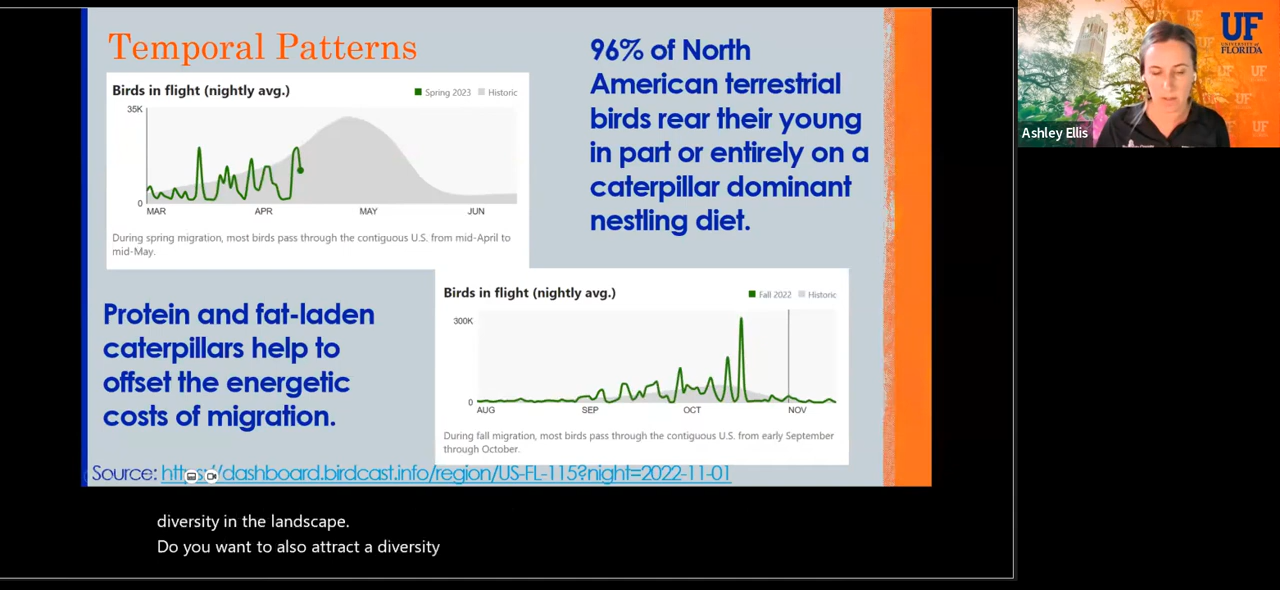 Temporal Patterns
Birds in flight (nightly avg.)
Spring 2023 Historic
35K
0
MAR APR MAY JUN
During spring migration, most birds pass through the contiguous U.S. from mid-April to
mid-May.
96% of North
American terrestrial
birds rear their young
in part or entirely on a
caterpillar dominant
nestling diet.
Protein and fat-laden
caterpillars help to
offset the energetic
costs of migration.
Birds in flight (nightly avg.)
Fall 2022 Historic
300K
0
AUG SEP OCT NOV
During fall migration, most birds pass through the contiguous U.S. from early September
through October.
Source: https://dashboard.birdcast.info/region/US-FL-115?night=2022-11-01
diversity in the landscape.
Do you want to also attract a diversity
UF
UNIVERSITY of
FLORIDA
Ashley Ellis